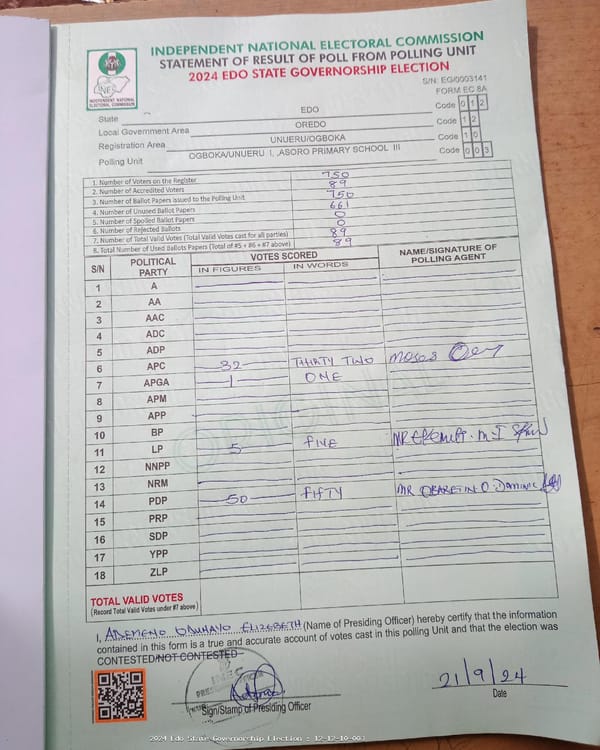 INDEPENDENT NATIONAL ELECTORAL COMMISSION
STATEMENT OF RESULT OF POLL FROM POLLING UNIT
2024 EDO STATE GOVERNORSHIP ELECTION
INEC
INDEPENDENT NATIONAL ELECTORAL COMMISSION
S/N: EG/0003141
FORM EC 8A
State EDO Code 0 1 2
Local Government Area OREDO Code 1 2
Registration Area UNUERU/OGBOKA Code 1 0
Polling Unit OGBOKA/UNUERU I, ASORO PRIMARY SCHOOL III Code 0 0 3
1. Number of Voters on the Register 750
2. Number of Accredited Voters 89
3. Number of Ballot Papers issued to the Polling Unit 750
4. Number of Unused Ballot Papers 661
5. Number of Spoiled Ballot Papers 0
6. Number of Rejected Ballots 0
7. Number of Total Valid Votes (Total Valid Votes cast for all parties) 89
8. Total Number of Used Ballots Papers (Total of #5 + #6 + #7 above) 89
S/N POLITICAL PARTY VOTES SCORED NAME/SIGNATURE OF POLLING AGENT
IN FIGURES IN WORDS
1 A
2 AA
3 AAC
4 ADC
5 ADP
6 APC 32 THIRTY TWO MOSES
7 APGA 1 ONE
8 APM
9 APP
10 BP
11 LP 5 FIVE MR
12 NNPP
13 NRM
14 PDP 50 FIFTY MR OBARETIN O. DOMINIC
15 PRP
16 SDP
17 YPP
18 ZLP
TOTAL VALID VOTES
(Record Total Valid Votes under #7 above)
I, ELIZEBETH (Name of Presiding Officer) hereby certify that the information
contained in this form is a true and accurate account of votes cast in this polling Unit and that the election was
CONTESTED/NOT CONTESTED
INEC
21/9/24
Sign/Stamp of Presiding Officer Date
2024 Edo State Governorship Election : 12-12-10-003